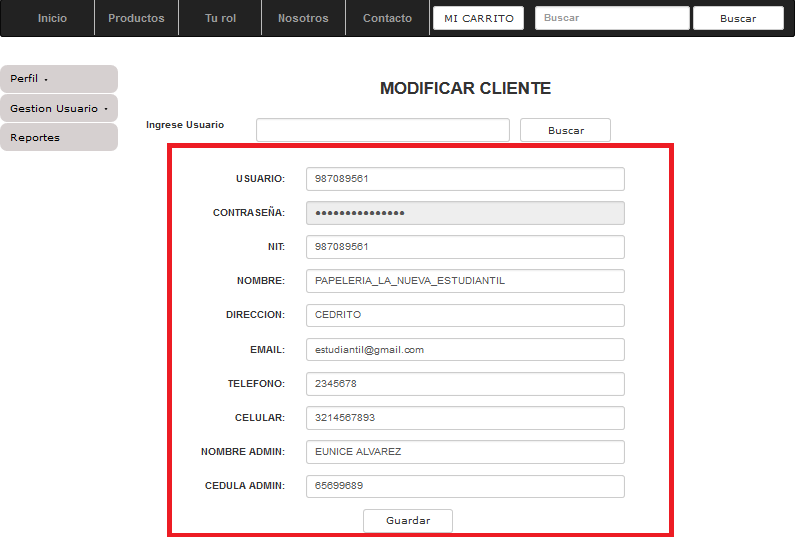 Inicio Productos Tu rol Nosotros Contacto MI CARRITO Buscar Buscar
Perfil
Gestion Usuario
Reportes
MODIFICAR CLIENTE
Ingrese Usuario Buscar
USUARIO: 987089561
CONTRASEÑA: •••••••••••••••
NIT: 987089561
NOMBRE: PAPELERIA_LA_NUEVA_ESTUDIANTIL
DIRECCION: CEDRITO
EMAIL: estudiantil@gmail.com
TELEFONO: 2345678
CELULAR: 3214567893
NOMBRE ADMIN: EUNICE ALVAREZ
CEDULA ADMIN: 65699689
Guardar